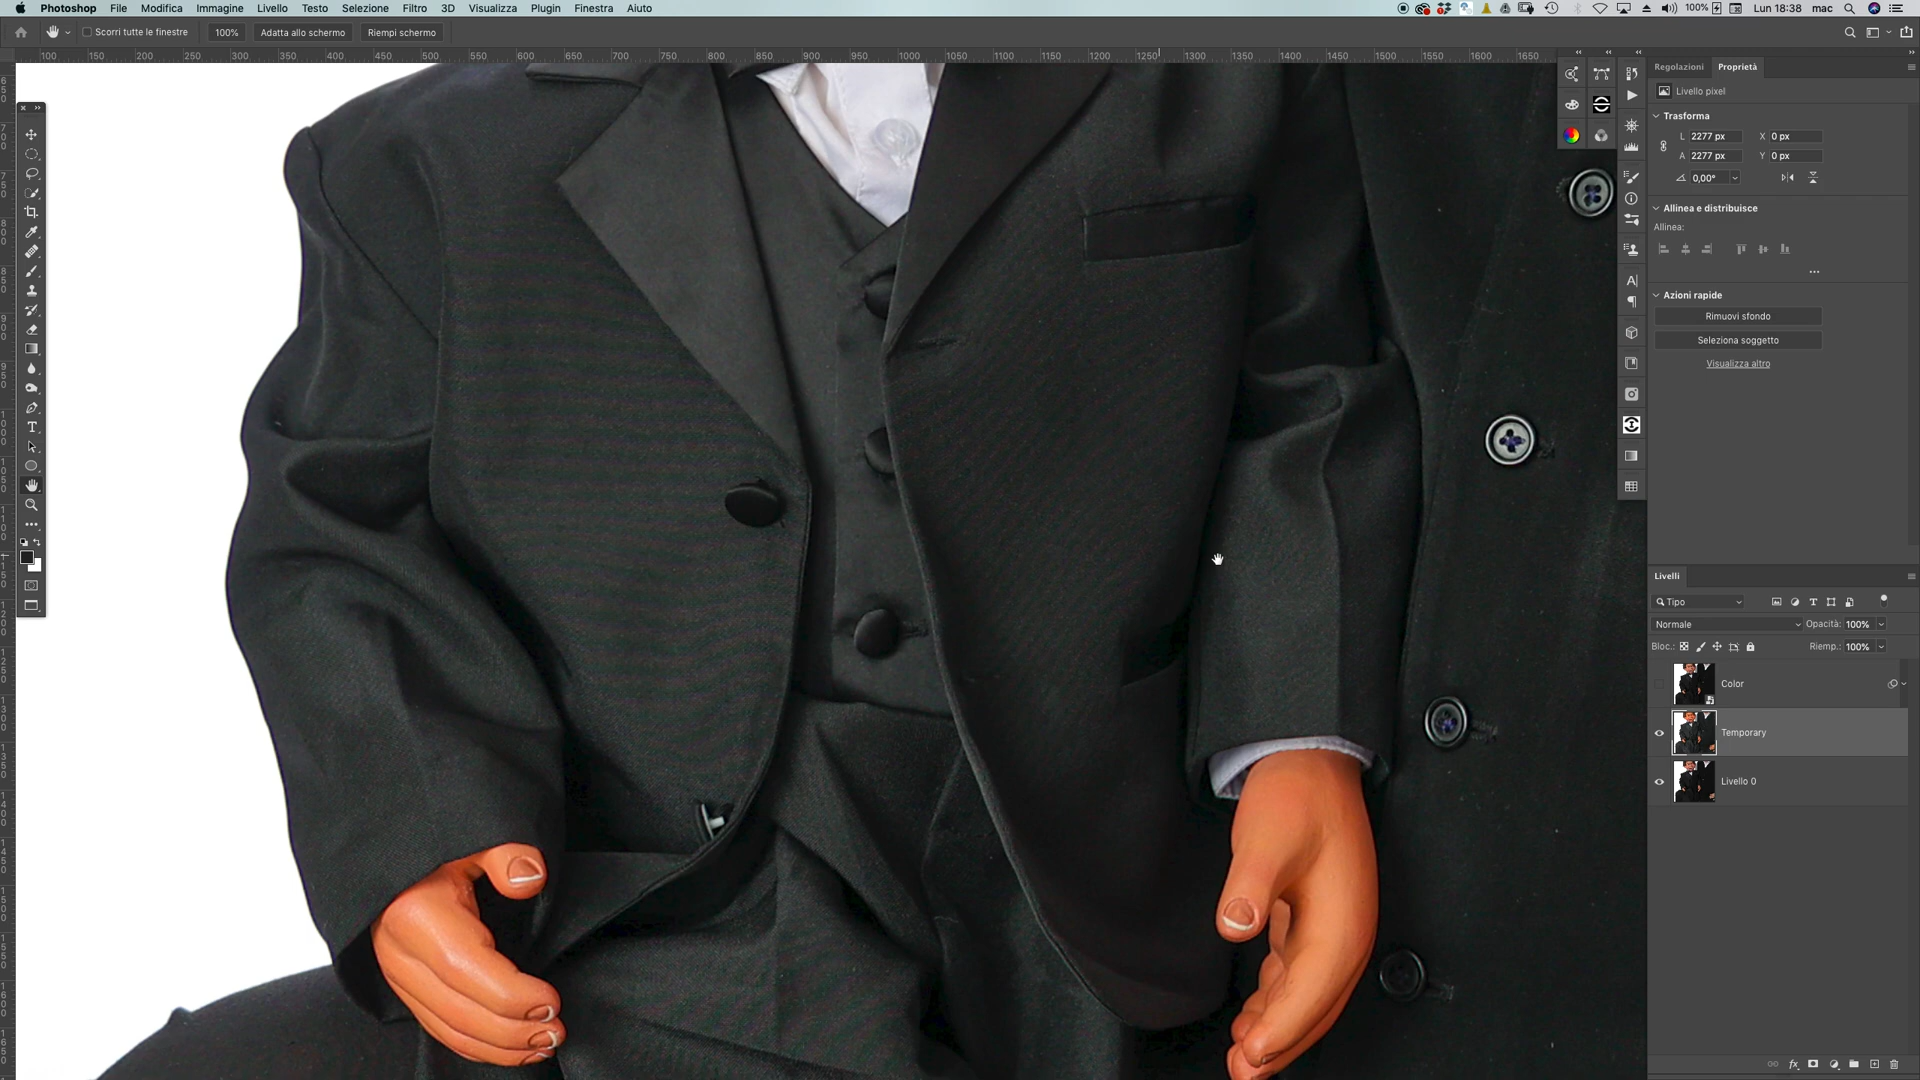 Photoshop File Modifica Immagine Livello Testo Selezione Filtro 3D Visualizza Plugin Finestra Aiuto 100% Lun 18:38 mac
Scorri tutte le finestre 100% Adatta allo schermo Riempi schermo
100 150 200 250 300 350 400 450 500 550 600 650 700 750 800 850 900 950 1000 1050 1100 1150 1200 1250 1300 1350 1400 1450 1500 1550 1600 1650
Regolazioni Proprietà
Livello pixel
Trasforma
L 2277 px X 0 px
A 2277 px Y 0 px
0,00°
Allinea e distribuisce
Allinea:
Azioni rapide
Rimuovi sfondo
Seleziona soggetto
Visualizza altro
Livelli
Tipo
Normale Opacità: 100%
Bloc.: Riemp.: 100%
Color
Temporary
Livello 0